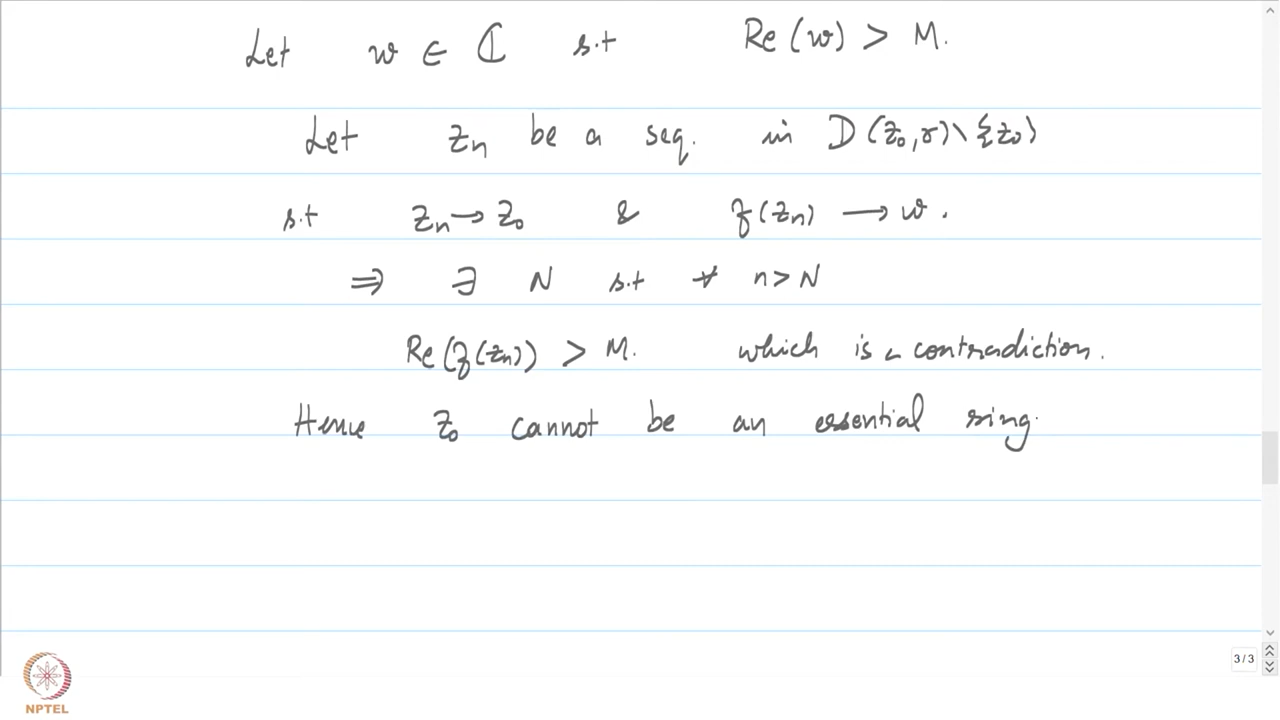 Let w ∈ ℂ s.t Re(w) > M.
Let zn be a seq. in D(z₀,r)\{z₀}
s.t zn → z₀ & f(zn) → w.
⇒ ∃ N s.t ∀ n > N
Re(f(zn)) > M. which is a contradiction.
Hence z₀ cannot be an essential sing.
3/3
NPTEL